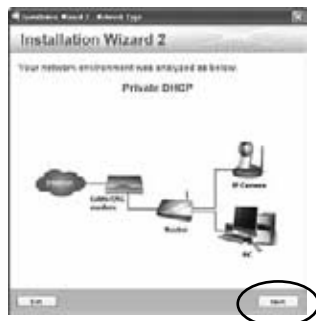 Installation Wizard 2 - Network Type
Installation Wizard 2
Your network environment was analyzed as below.
Private DHCP
Internet
Cable/DSL
modem
Router
IP Camera
PC
Exit
Next